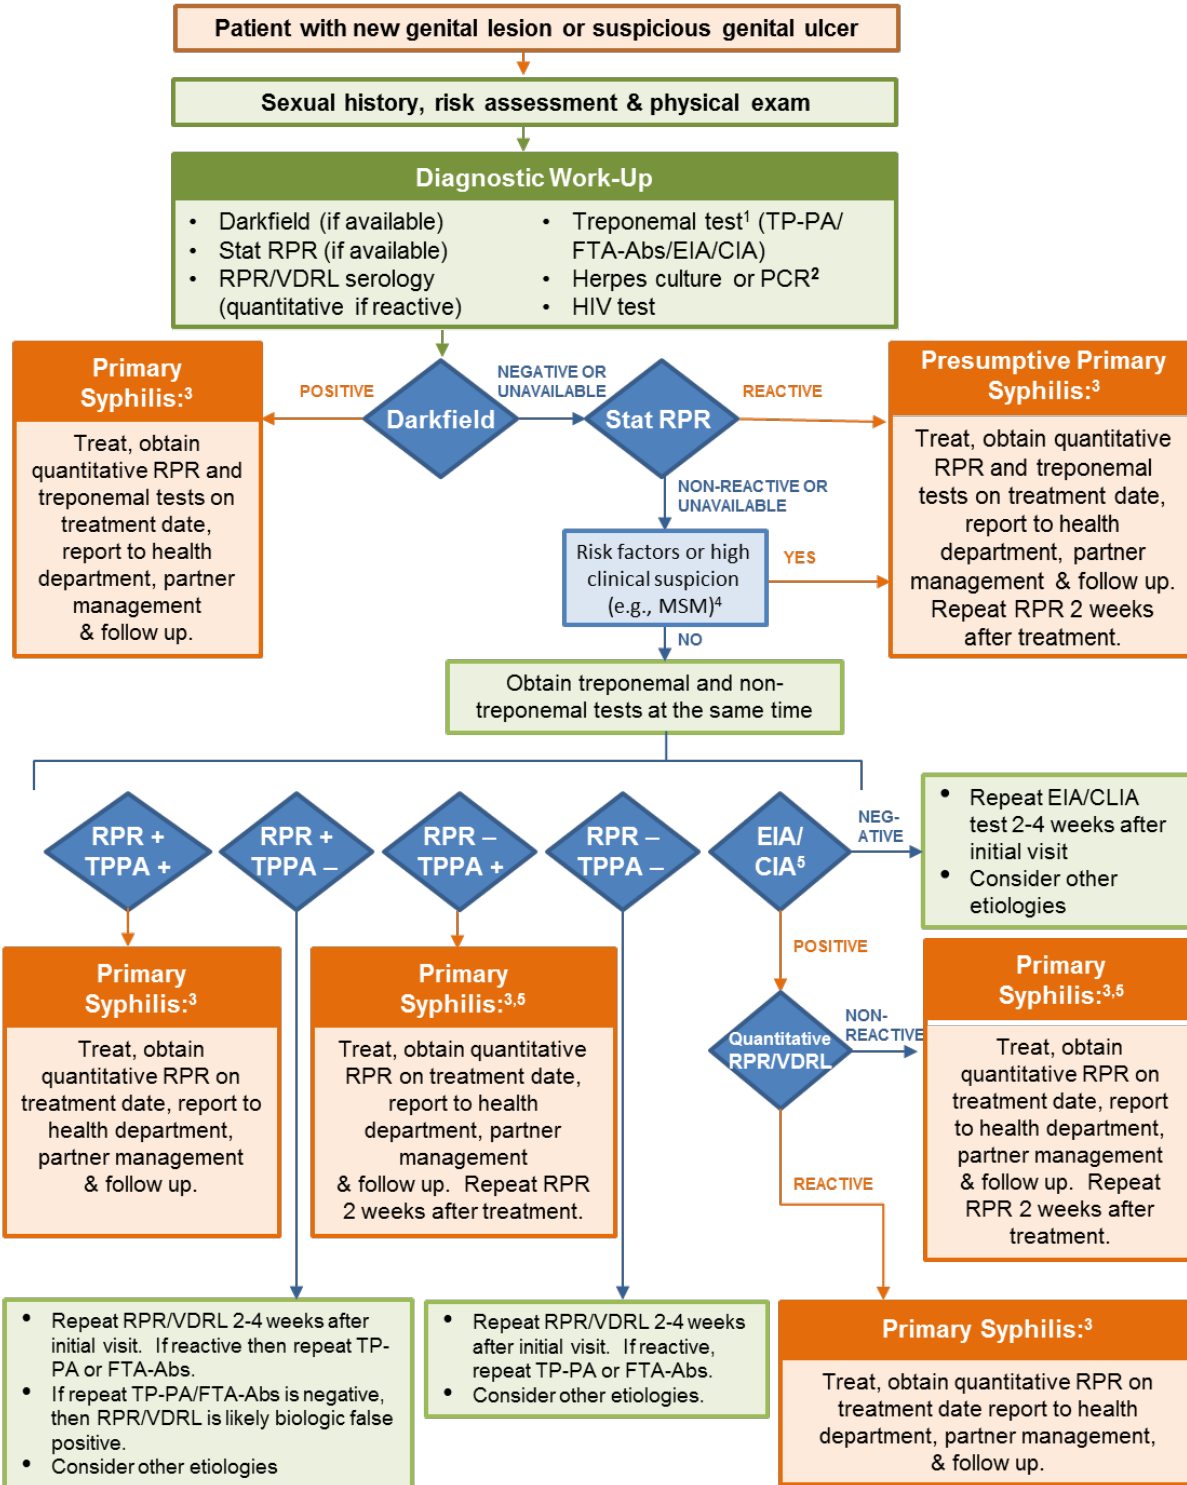 Patient with new genital lesion or suspicious genital ulcer
Sexual history, risk assessment & physical exam
Diagnostic Work-Up
• Darkfield (if available)
• Stat RPR (if available)
• RPR/VDRL serology
(quantitative if reactive)
• Treponemal test¹ (TP-PA/
FTA-Abs/EIA/CIA)
• Herpes culture or PCR²
• HIV test
Primary
Syphilis:³
Treat, obtain
quantitative RPR and
treponemal tests on
treatment date,
report to health
department, partner
management
& follow up.
POSITIVE
Darkfield
NEGATIVE OR
UNAVAILABLE
Stat RPR
REACTIVE
Presumptive Primary
Syphilis:³
Treat, obtain quantitative
RPR and treponemal
tests on treatment date,
report to health
department, partner
management & follow up.
Repeat RPR 2 weeks
after treatment.
NON-REACTIVE OR
UNAVAILABLE
Risk factors or high
clinical suspicion
(e.g., MSM)⁴
YES
NO
Obtain treponemal and non-
treponemal tests at the same time
RPR +
TPPA +
RPR +
TPPA –
RPR –
TPPA +
RPR –
TPPA –
EIA/
CIA⁵
NEG-
ATIVE
• Repeat EIA/CLIA
test 2-4 weeks after
initial visit
• Consider other
etiologies
POSITIVE
Primary
Syphilis:³
Treat, obtain
quantitative RPR on
treatment date, report to
health department,
partner management
& follow up.
Primary
Syphilis:³,⁵
Treat, obtain quantitative
RPR on treatment date,
report to health
department, partner
management
& follow up. Repeat RPR
2 weeks after treatment.
Quantitative
RPR/VDRL
NON-
REACTIVE
Primary
Syphilis:³,⁵
Treat, obtain
quantitative RPR on
treatment date, report
to health department,
partner management
& follow up. Repeat
RPR 2 weeks after
treatment.
REACTIVE
• Repeat RPR/VDRL 2-4 weeks after
initial visit. If reactive then repeat TP-
PA or FTA-Abs.
• If repeat TP-PA/FTA-Abs is negative,
then RPR/VDRL is likely biologic false
positive.
• Consider other etiologies
• Repeat RPR/VDRL 2-4 weeks
after initial visit. If reactive,
repeat TP-PA or FTA-Abs.
• Consider other etiologies.
Primary Syphilis:³
Treat, obtain quantitative RPR on
treatment date report to health
department, partner management,
& follow up.